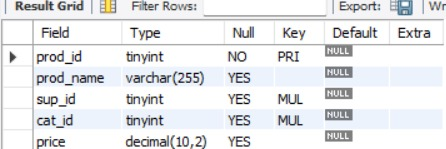 Result Grid Filter Rows: Export: Wr
Field Type Null Key Default Extra
prod_id tinyint NO PRI NULL
prod_name varchar(255) YES NULL
sup_id tinyint YES MUL NULL
cat_id tinyint YES MUL NULL
price decimal(10,2) YES NULL